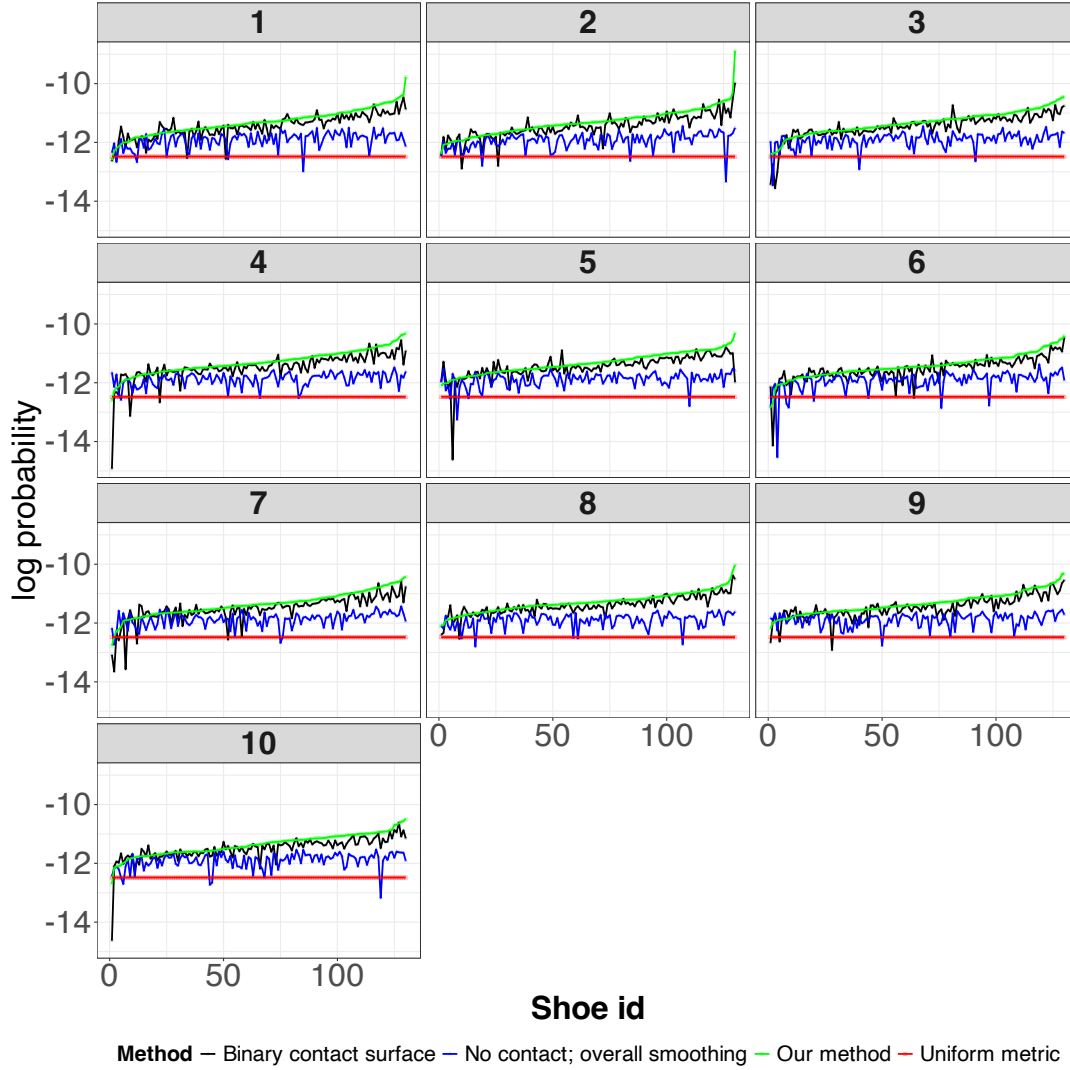 1 2 3
-10
-12
-14
4 5 6
-10
-12
-14
7 8 9
-10
-12
-14
0 50 100 0 50 100
10
-10
-12
-14
0 50 100
log probability
Shoe id
Method Binary contact surface No contact; overall smoothing Our method Uniform metric